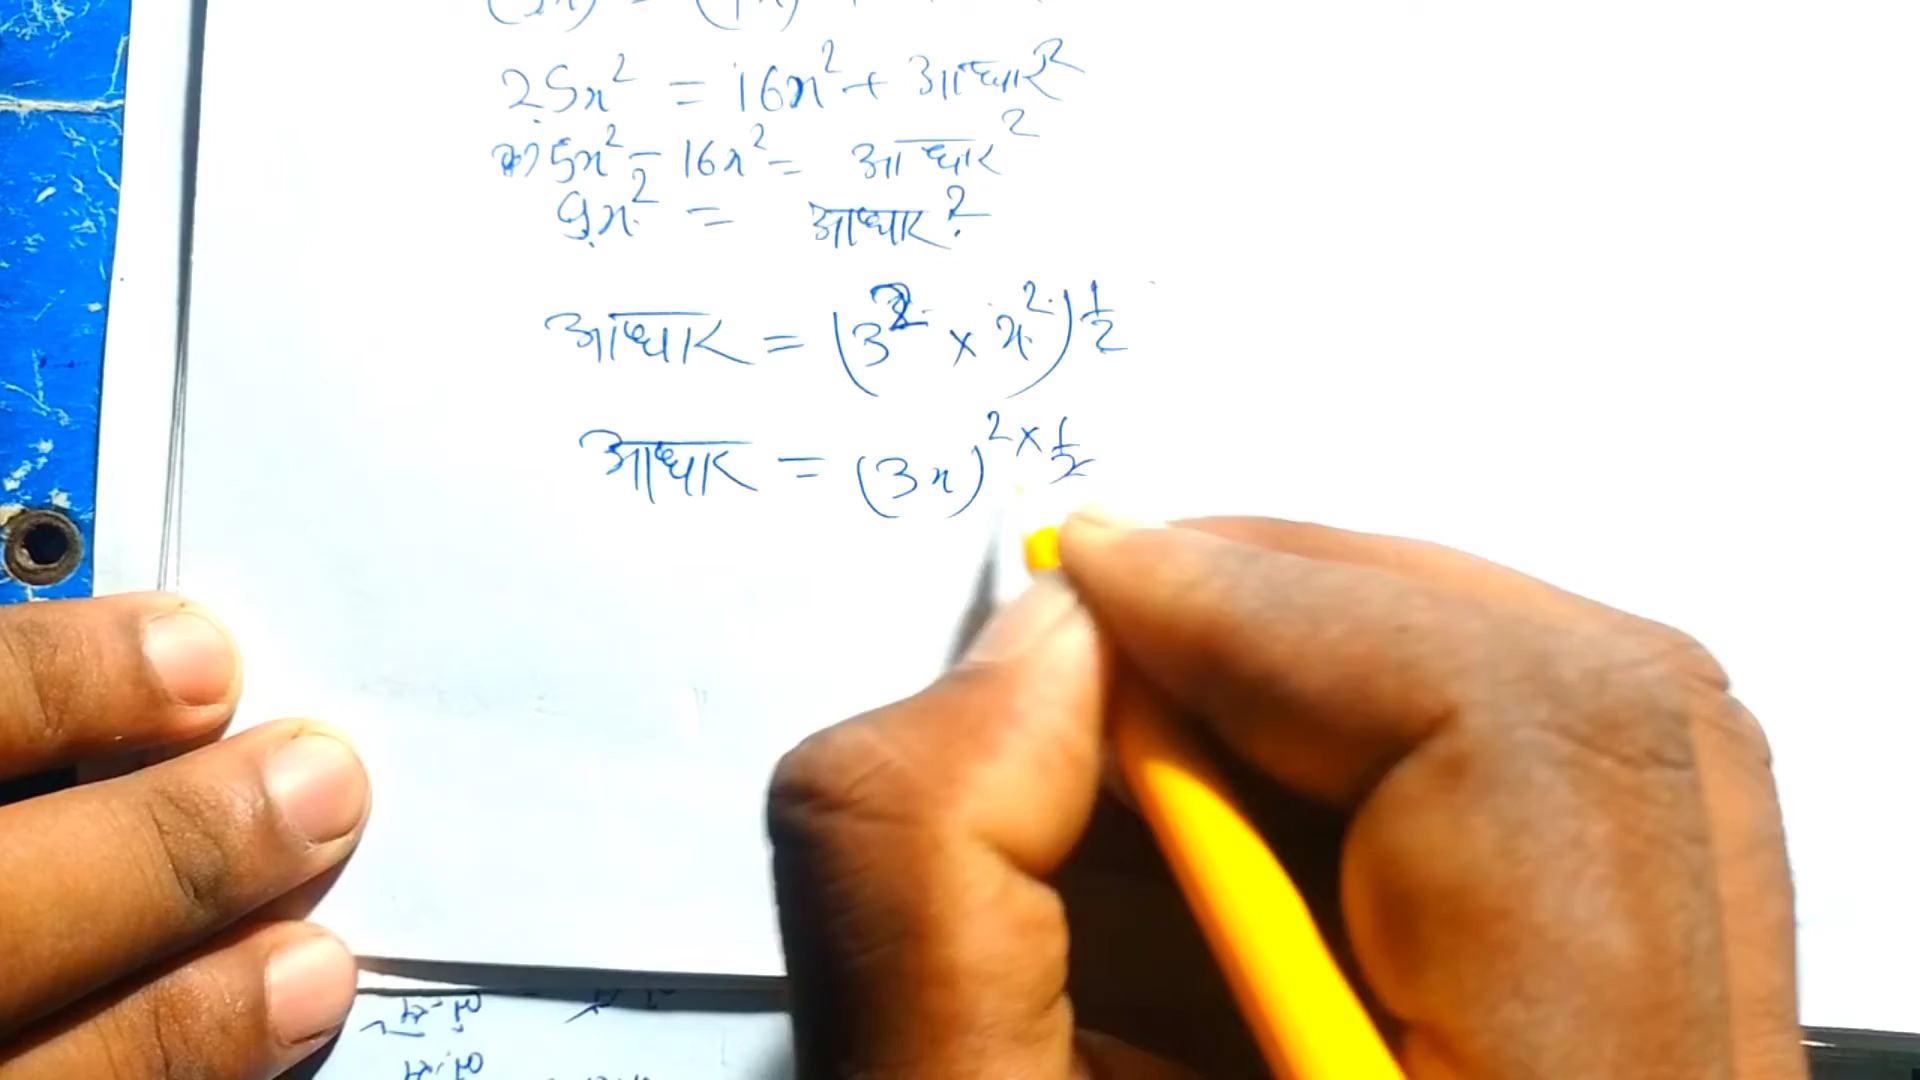 25x² = 16x² + आधार²
25x² - 16x² = आधार²
9x² = आधार²
आधार = (3² × x²)^1/2
आधार = (3x)^2×1/2